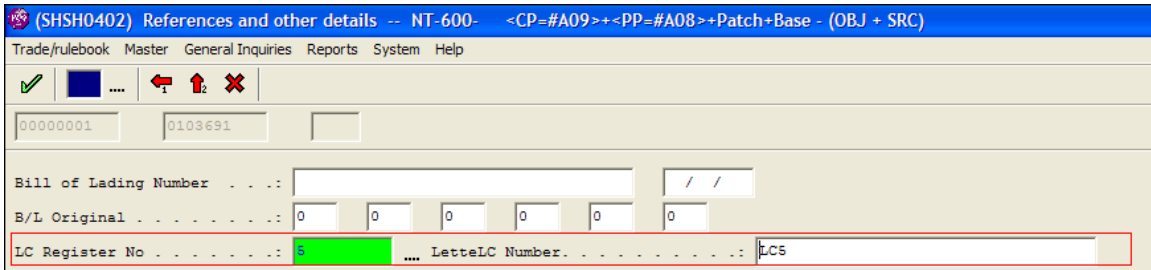 (SHSH0402) References and other details -- NT-600- <CP=#A09>+<PP=#A08>+Patch+Base - (OBJ + SRC)
Trade/rulebook Master General Inquiries Reports System Help
.... 1 2
00000001 0103691
Bill of Lading Number . . .: / /
B/L Original . . . . . . . .: 0 0 0 0 0 0
LC Register No . . . . . . .: 5 .... LetteLC Number. . . . . . . . . . .: LC5